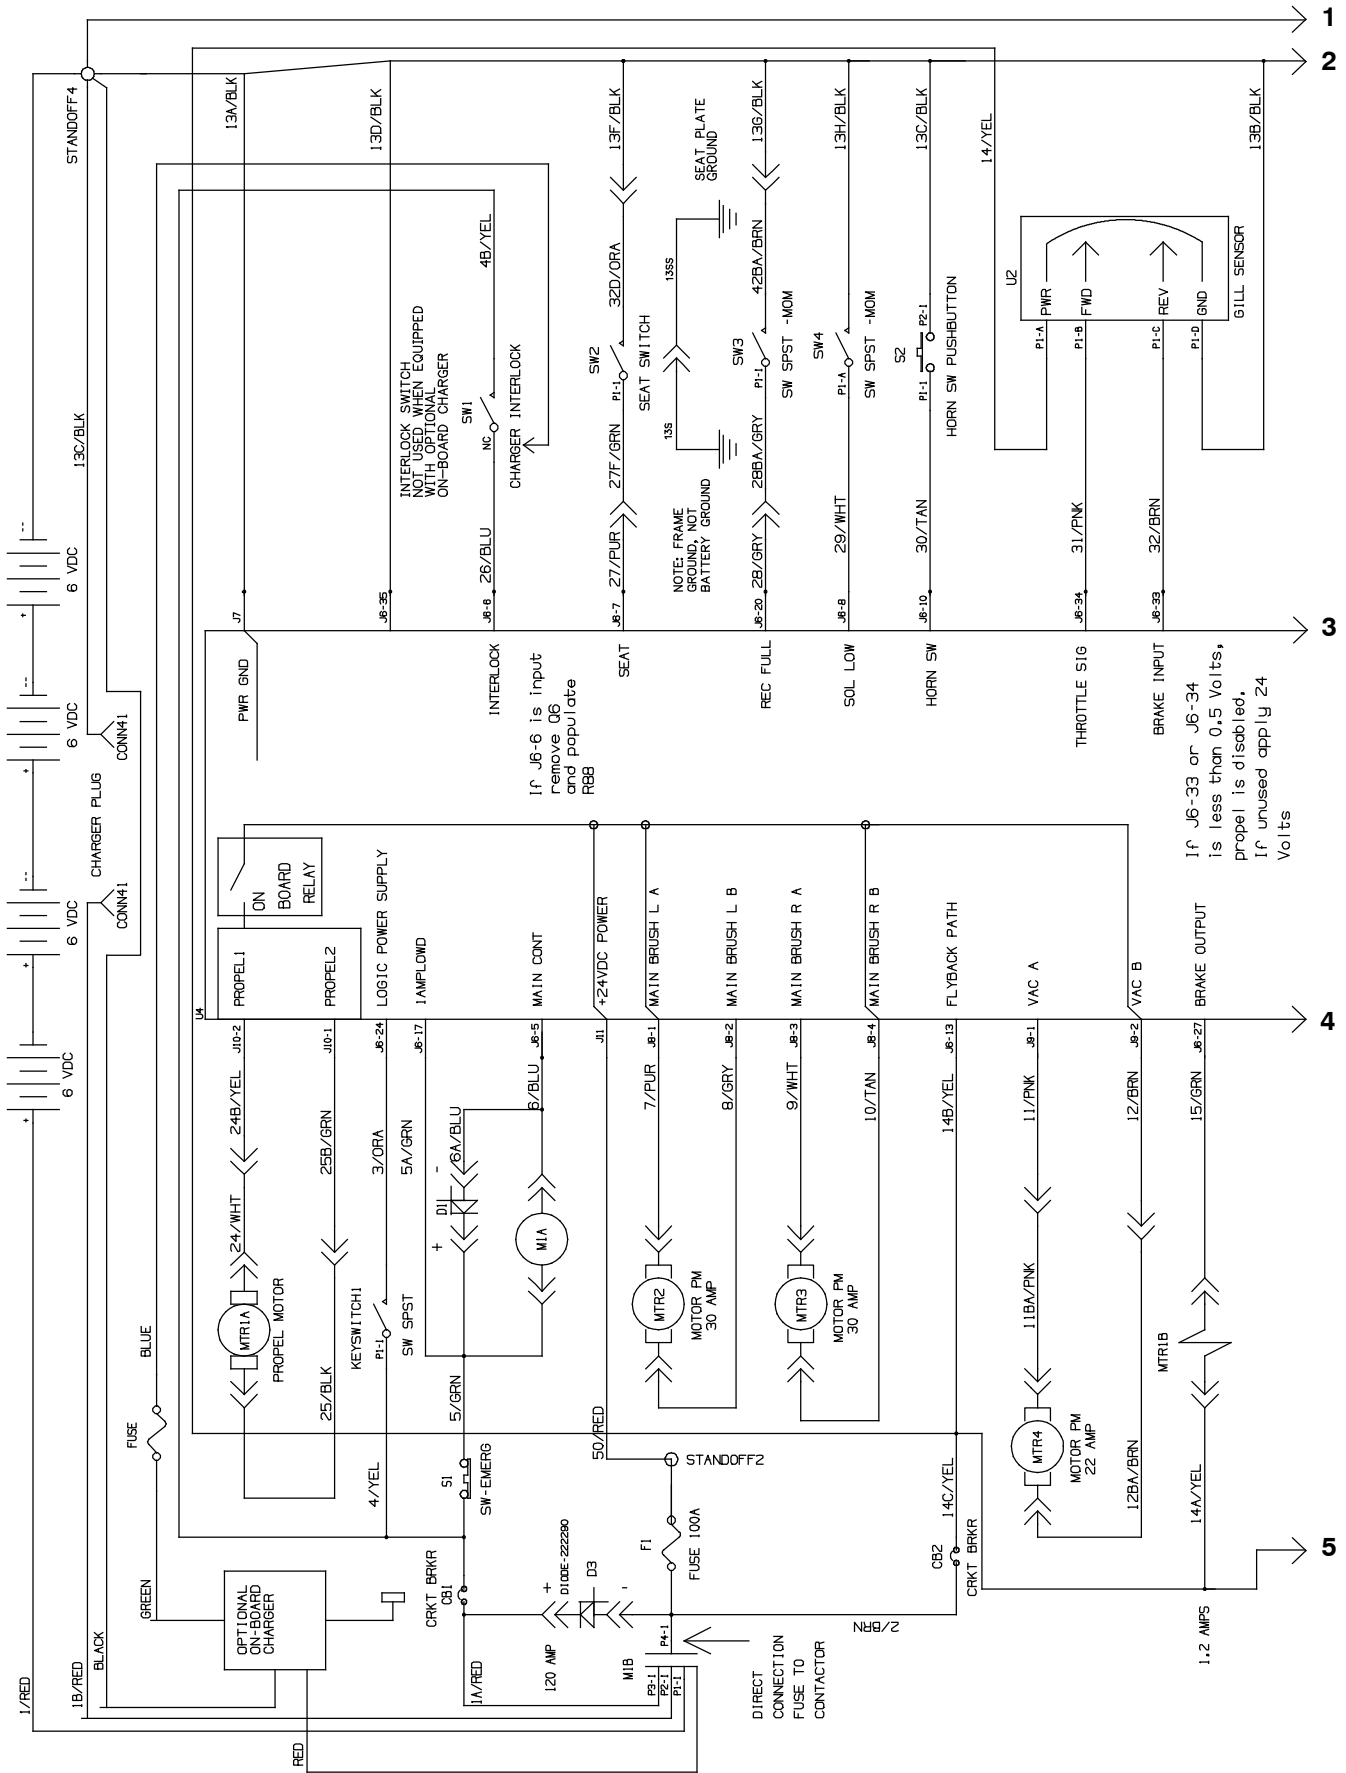 1
2
3
4
5
STANDOFF4
13C/BLK
13A/BLK
13D/BLK
13F/BLK
13G/BLK
13H/BLK
13C/BLK
14/YEL
13B/BLK
SEAT PLATE
GROUND
4B/YEL
32D/ORA
13SS
42BA/BRN
INTERLOCK SWITCH
NOT USED WHEN EQUIPPED
WITH OPTIONAL
ON-BOARD CHARGER
SW1
NC
CHARGER INTERLOCK
SW2
P1-1
SEAT SWITCH
13S
SW3
P1-1
SW SPST -MOM
SW4
P1-A
SW SPST -MOM
S2
P1-1
P2-1
HORN SW PUSHBUTTON
U2
PWR
FWD
REV
GND
P1-A
P1-B
P1-C
P1-D
GILL SENSOR
26/BLU
27F/GRN
27/PUR
NOTE: FRAME
GROUND, NOT
BATTERY GROUND
28BA/GRY
28/GRY
29/WHT
30/TAN
31/PNK
32/BRN
6 VDC
+
--
6 VDC
+
--
6 VDC
+
--
6 VDC
+
CONN41
CHARGER PLUG
CONN41
J7
J6-35
J6-6
J6-7
J6-20
J6-8
J6-10
J6-34
J6-33
PWR GND
INTERLOCK
SEAT
REC FULL
SOL LOW
HORN SW
THROTTLE SIG
BRAKE INPUT
If J6-6 is input
remove Q6
and populate
R88
If J6-33 or J6-34
is less than 0.5 Volts,
propel is disabled.
If unused apply 24
Volts
ON
BOARD
RELAY
U4
PROPEL1
PROPEL2
LOGIC POWER SUPPLY
1AMPLOWD
MAIN CONT
+24VDC POWER
MAIN BRUSH L A
MAIN BRUSH L B
MAIN BRUSH R A
MAIN BRUSH R B
FLYBACK PATH
VAC A
VAC B
BRAKE OUTPUT
J10-2
J10-1
J6-24
J6-17
J6-5
J11
J8-1
J8-2
J8-3
J8-4
J6-13
J9-1
J9-2
J6-27
24B/YEL
25B/GRN
3/ORA
5A/GRN
6A/BLU
6/BLU
7/PUR
8/GRY
9/WHT
10/TAN
14B/YEL
11/PNK
12/BRN
15/GRN
24/WHT
D1
+
-
M1A
MTR1A
PROPEL MOTOR
KEYSWITCH1
P1-1
SW SPST
MTR2
MOTOR PM
30 AMP
MTR3
MOTOR PM
30 AMP
11BA/PNK
MTR1B
BLUE
FUSE
25/BLK
4/YEL
5/GRN
S1
SW-EMERG
50/RED
STANDOFF2
F1
FUSE 100A
14C/YEL
CB2
CRKT BRKR
MTR4
MOTOR PM
22 AMP
12BA/BRN
14A/YEL
1.2 AMPS
GREEN
OPTIONAL
ON-BOARD
CHARGER
CRKT BRKR
CB1
DIODE-222290
+
D3
-
120 AMP
2/BRN
1/RED
1B/RED
BLACK
RED
1A/RED
M1B
P3-1
P2-1
P1-1
P4-1
DIRECT
CONNECTION
FUSE TO
CONTACTOR